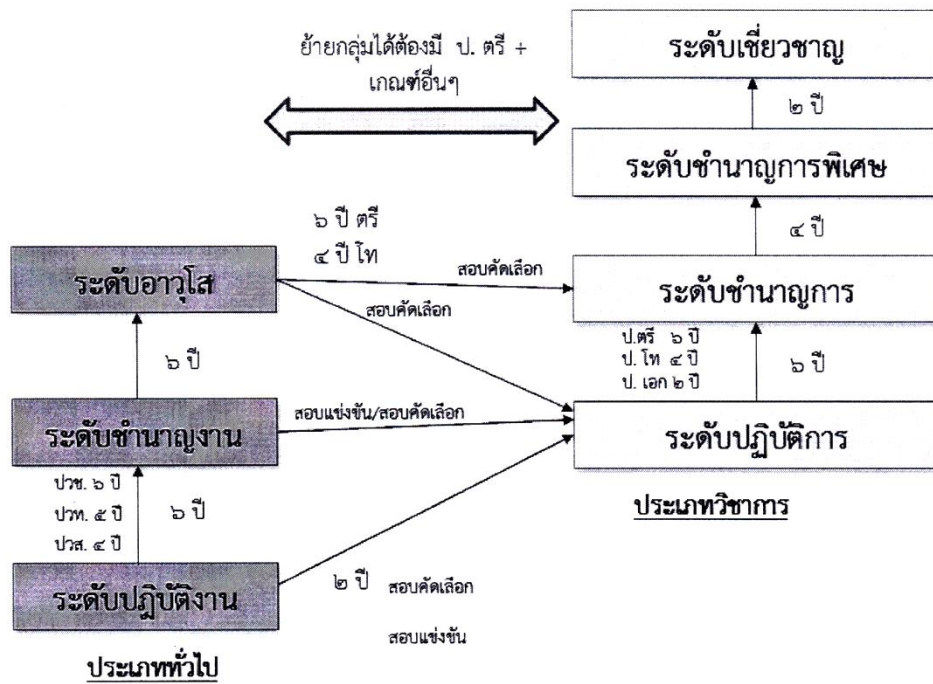 ย้ายกลุ่มได้ต้องมี ป. ตรี +
เกณฑ์อื่นๆ
ระดับเชี่ยวชาญ
๒ ปี
ระดับชำนาญการพิเศษ
๔ ปี
๖ ปี ตรี
๔ ปี โท
ระดับอาวุโส
สอบคัดเลือก
สอบคัดเลือก
ระดับชำนาญการ
ป.ตรี ๖ ปี
ป. โท ๔ ปี
ป. เอก ๒ ปี
๖ ปี
๖ ปี
ระดับชำนาญงาน
สอบแข่งขัน/สอบคัดเลือก
ระดับปฏิบัติการ
ประเภทวิชาการ
ปวช. ๖ ปี
ปวท. ๕ ปี
ปวส. ๔ ปี
๖ ปี
ระดับปฏิบัติงาน
๒ ปี สอบคัดเลือก
สอบแข่งขัน
ประเภททั่วไป